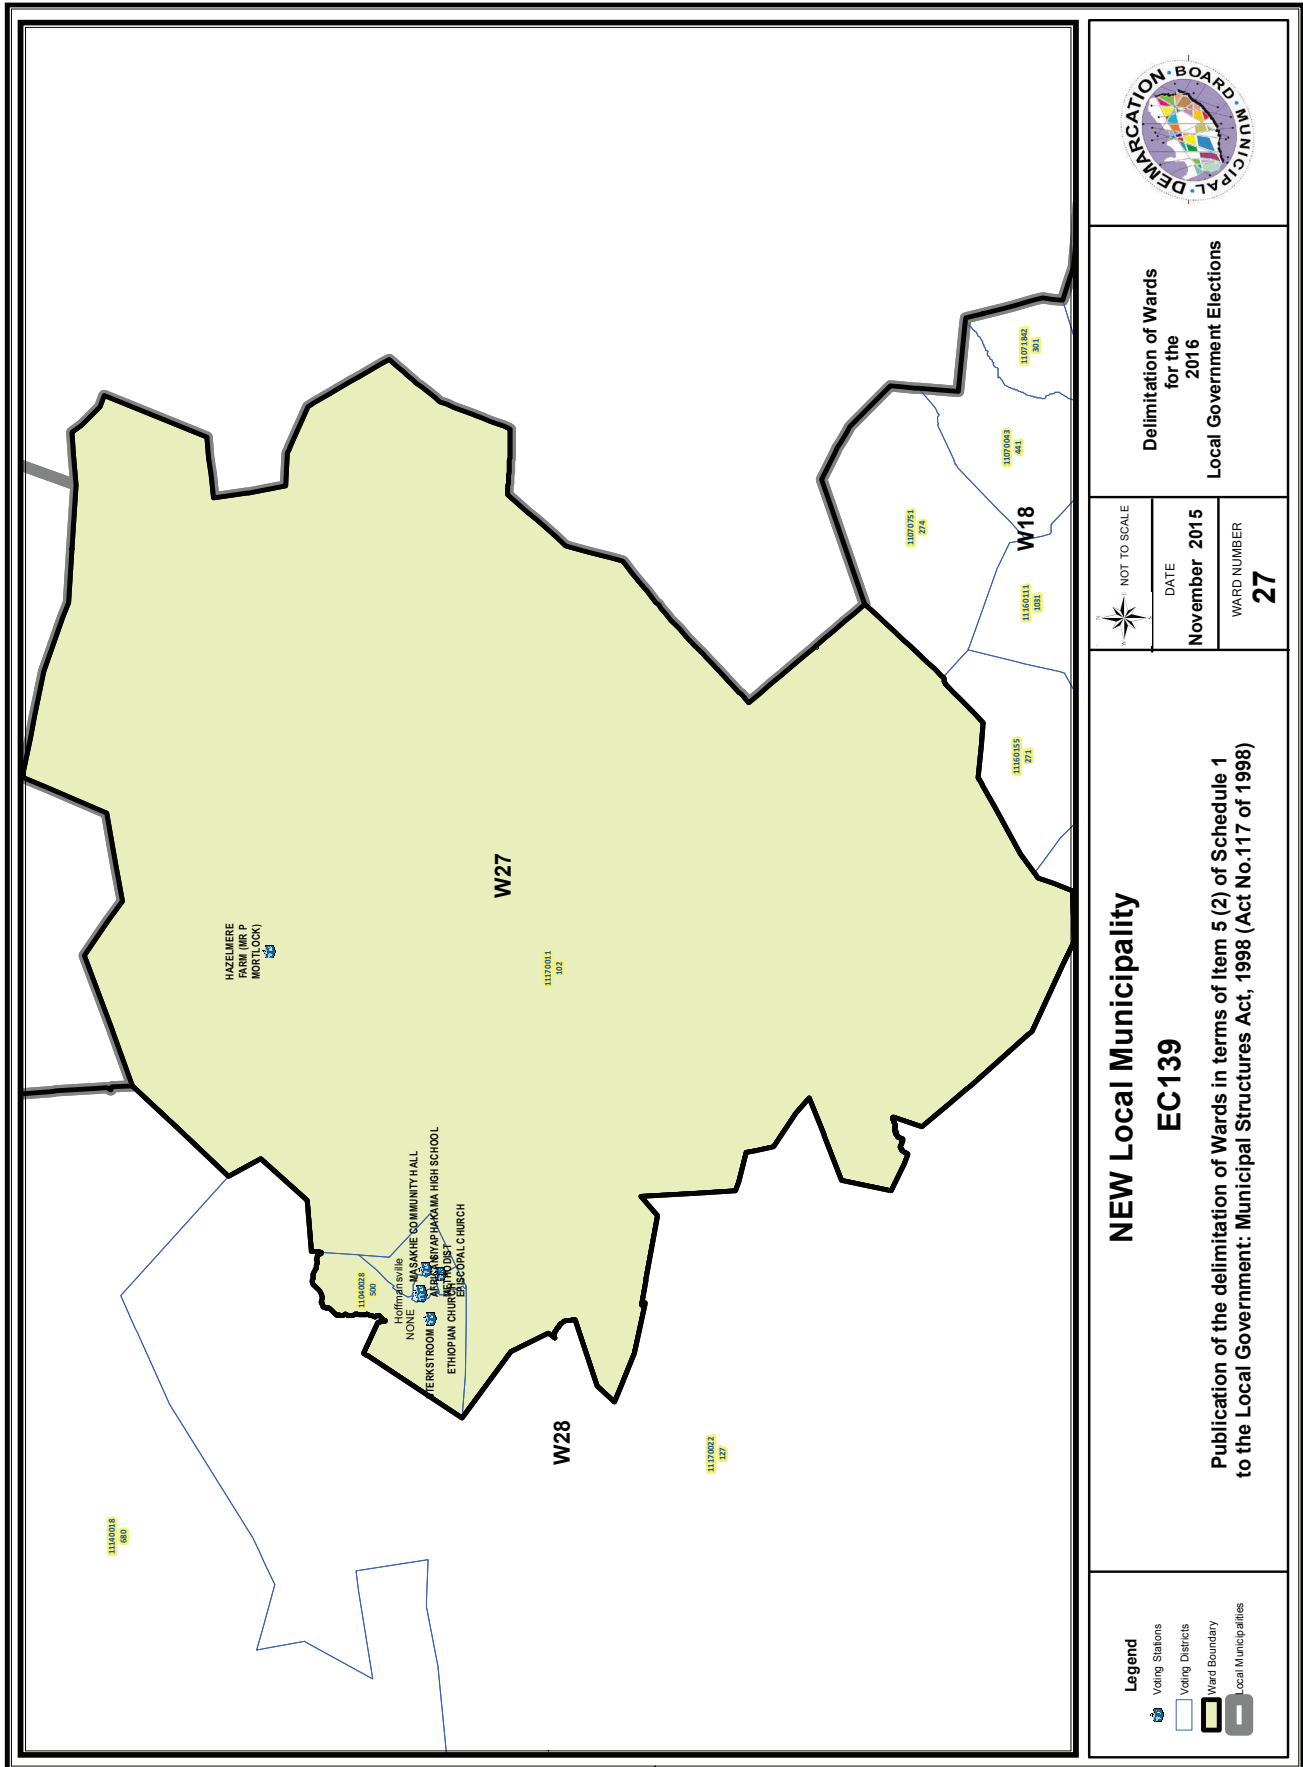 HAZELMERE
FARM (MR P
MORTLOCK)
W27
11170011
102
11040028
500
Hoffmansville
NONE
MASAKHE COMMUNITY HALL
SIYAPHAKAMA HIGH SCHOOL
METHODIST
EPISCOPAL CHURCH
ETHIOPIAN CHURCH
TERKSTROOM
W28
11170022
127
11140018
680
W18
11071842
301
11070043
441
11070751
274
11160111
1031
11160155
271
Legend
Voting Stations
Voting Districts
Ward Boundary
Local Municipalities
NEW Local Municipality
EC139
Publication of the delimitation of Wards in terms of Item 5 (2) of Schedule 1
to the Local Government: Municipal Structures Act, 1998 (Act No.117 of 1998)
N
W
E
S
NOT TO SCALE
DATE
November 2015
WARD NUMBER
27
Delimitation of Wards
for the
2016
Local Government Elections
MUNICIPAL • DEMARCATION • BOARD •